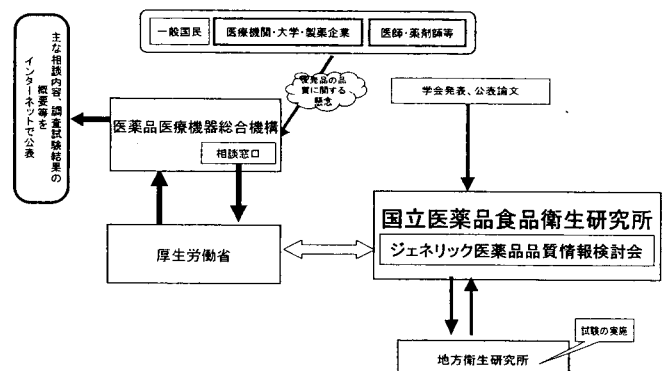 一般国民
医療機関・大学・製薬企業
医師・薬剤師等
後発品の品
質に関する
懸念
学会発表、公表論文
主な相談内容、調査試験結果の
概要等を
インターネットで公表
医薬品医療機器総合機構
相談窓口
国立医薬品食品衛生研究所
ジェネリック医薬品品質情報検討会
厚生労働省
試験の実施
地方衛生研究所